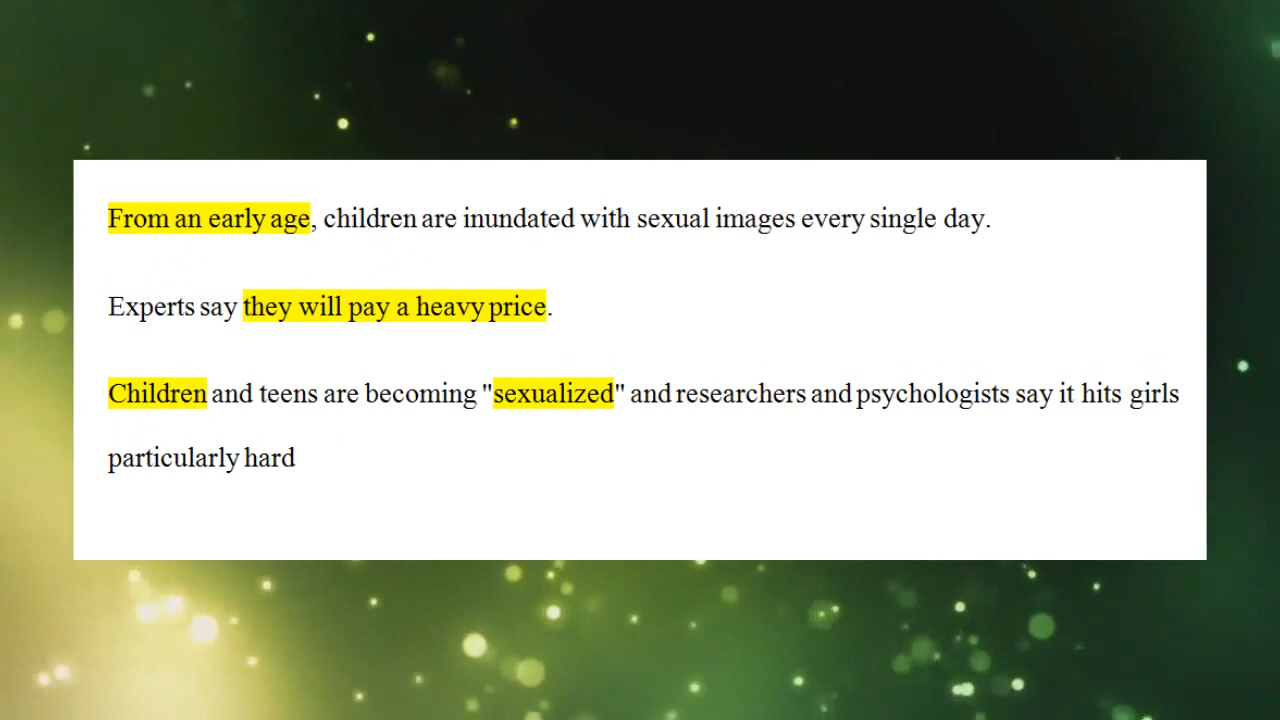 From an early age, children are inundated with sexual images every single day.
Experts say they will pay a heavy price.
Children and teens are becoming "sexualized" and researchers and psychologists say it hits girls
particularly hard